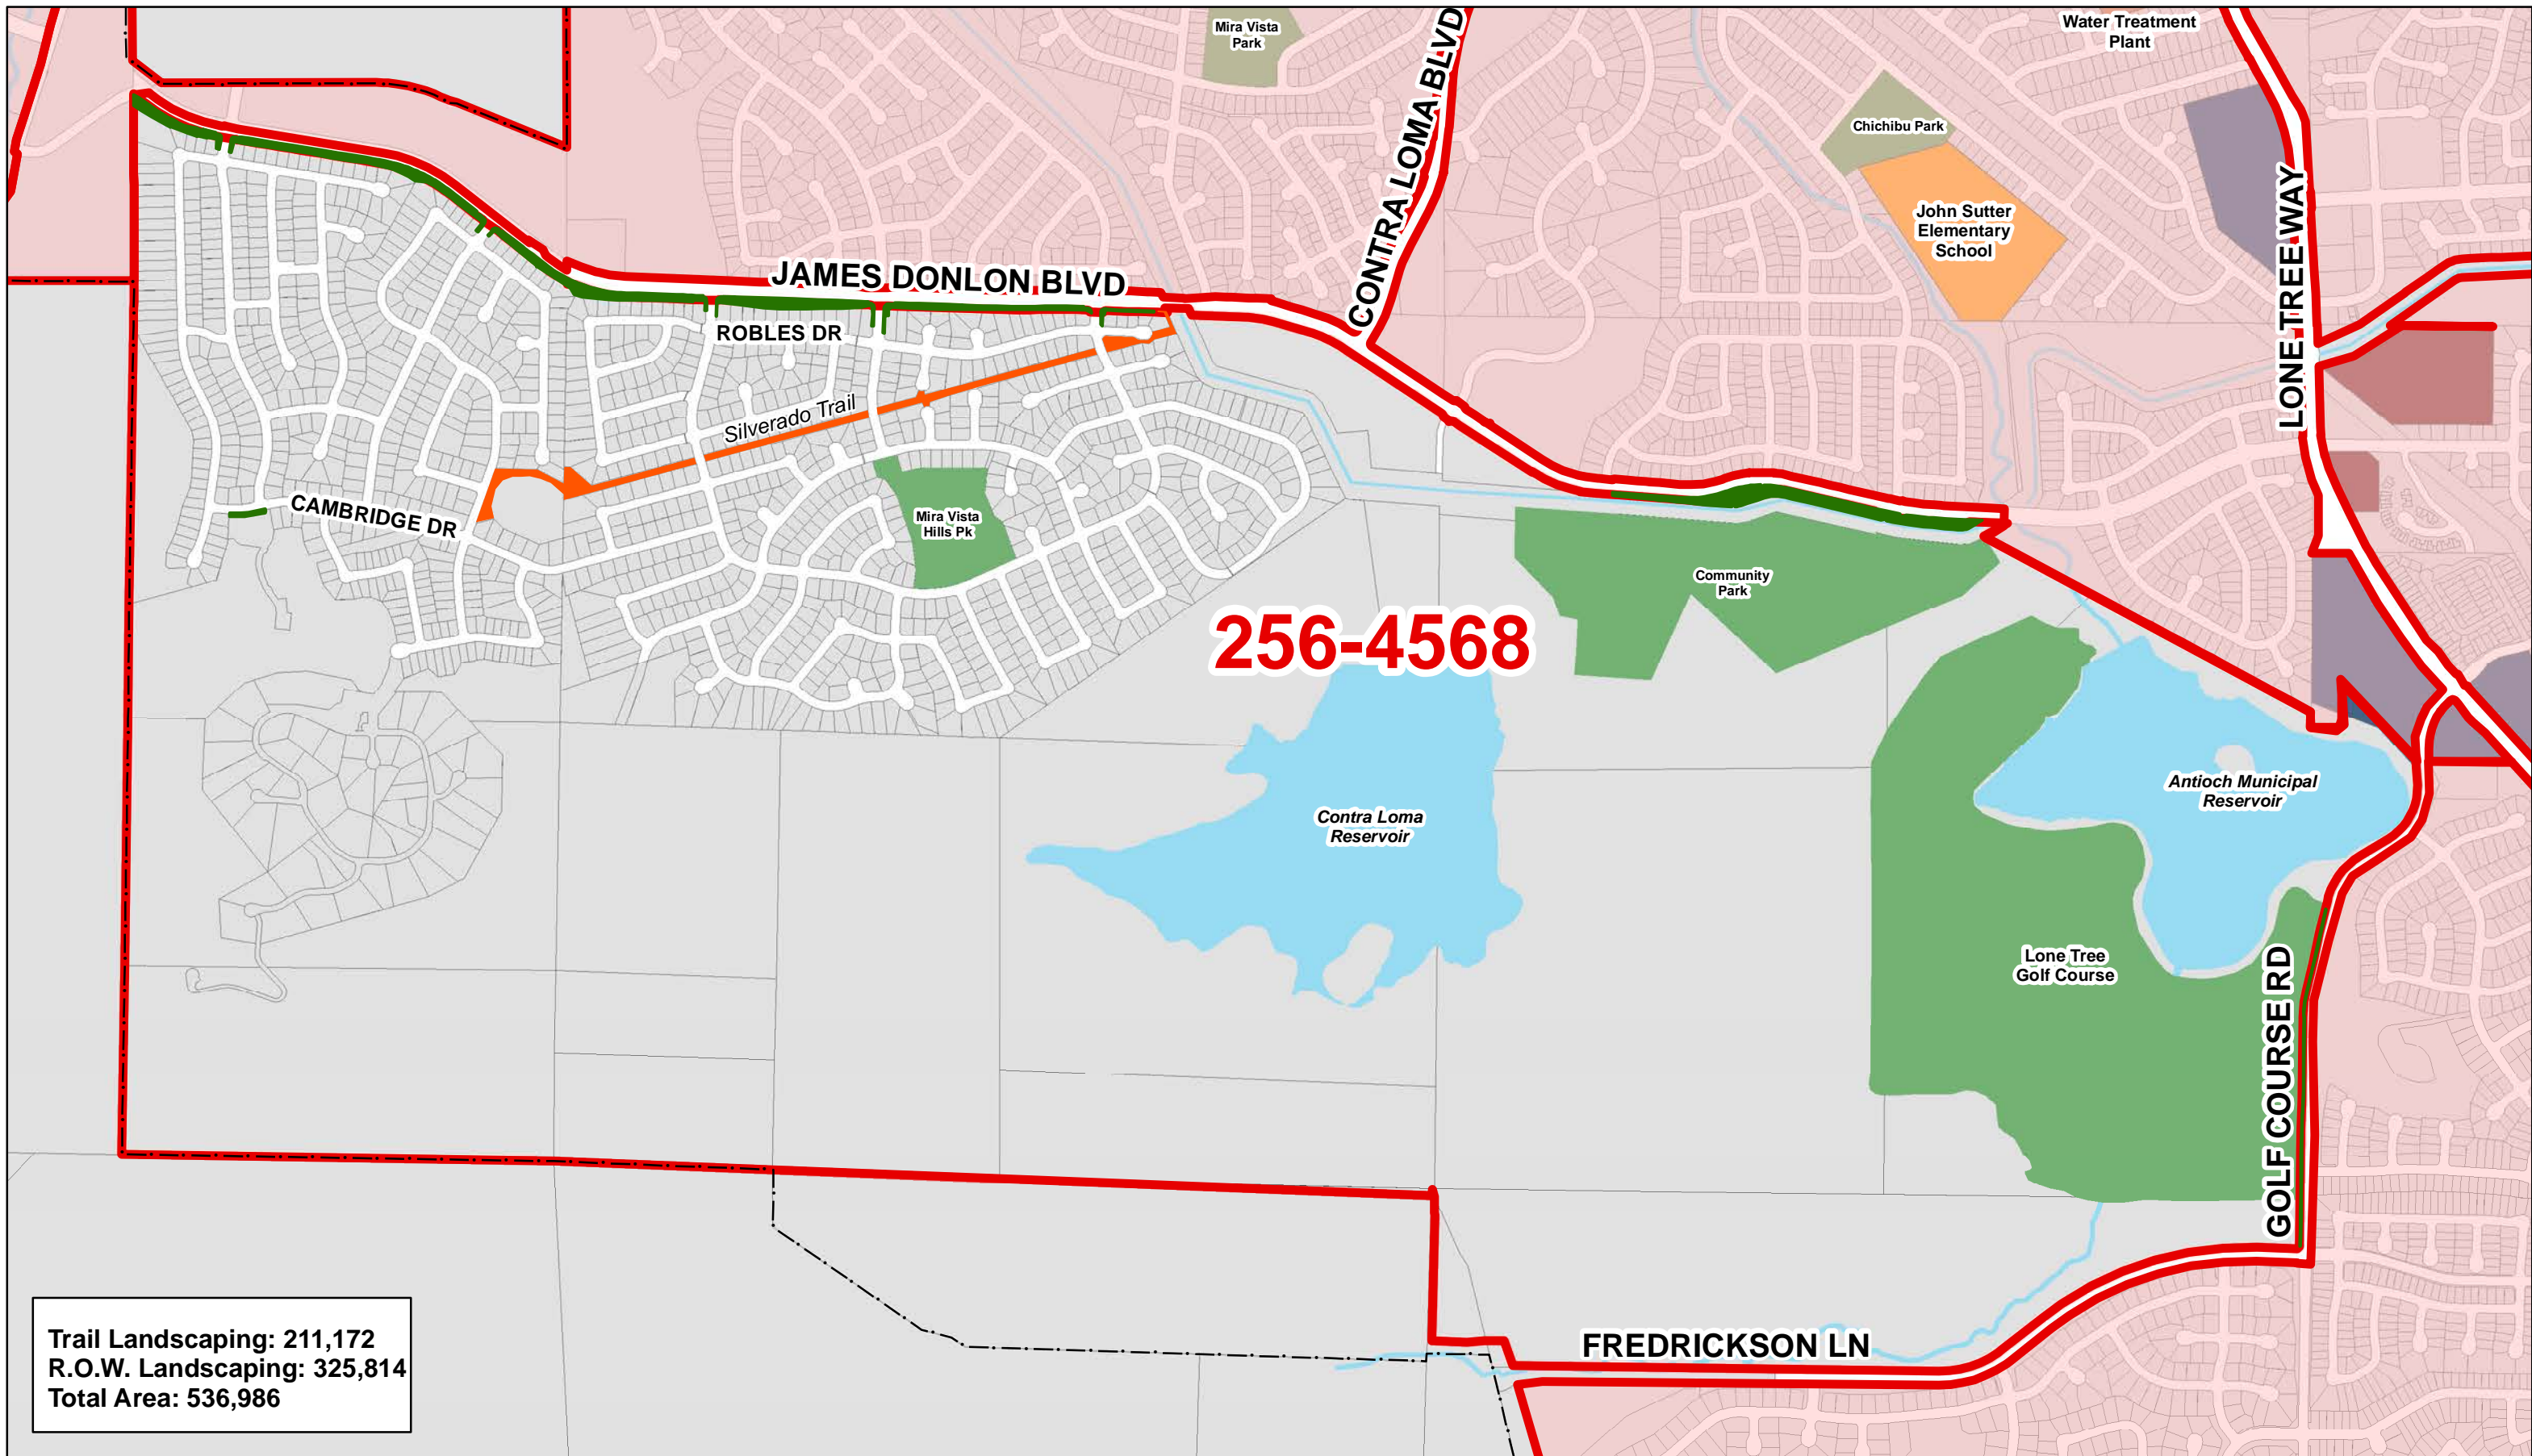 Mira Vista
Park
CONTRA LOMA BLVD
Water Treatment
Plant
Chichibu Park
John Sutter
Elementary
School
LONE TREE WAY
JAMES DONLON BLVD
ROBLES DR
Silverado Trail
CAMBRIDGE DR
Mira Vista
Hills Pk
Community
Park
256-4568
Contra Loma
Reservoir
Antioch Municipal
Reservoir
Lone Tree
Golf Course
GOLF COURSE RD
FREDRICKSON LN
Trail Landscaping: 211,172
R.O.W. Landscaping: 325,814
Total Area: 536,986